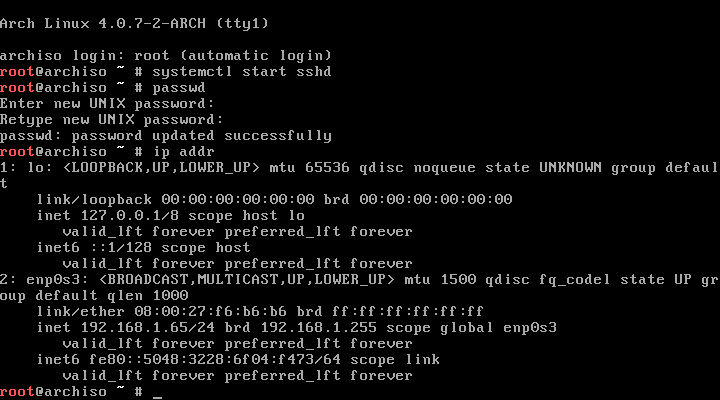 Arch Linux 4.0.7-2-ARCH (tty1)
archiso login: root (automatic login)
root@archiso ~ # systemctl start sshd
root@archiso ~ # passwd
Enter new UNIX password:
Retype new UNIX password:
passwd: password updated successfully
root@archiso ~ # ip addr
1: lo: <LOOPBACK,UP,LOWER_UP> mtu 65536 qdisc noqueue state UNKNOWN group defaul
t
    link/loopback 00:00:00:00:00:00 brd 00:00:00:00:00:00
    inet 127.0.0.1/8 scope host lo
       valid_lft forever preferred_lft forever
    inet6 ::1/128 scope host
       valid_lft forever preferred_lft forever
2: enp0s3: <BROADCAST,MULTICAST,UP,LOWER_UP> mtu 1500 qdisc fq_codel state UP gr
oup default qlen 1000
    link/ether 08:00:27:f6:b6:b6 brd ff:ff:ff:ff:ff:ff
    inet 192.168.1.65/24 brd 192.168.1.255 scope global enp0s3
       valid_lft forever preferred_lft forever
    inet6 fe80::5048:3228:6f04:f473/64 scope link
       valid_lft forever preferred_lft forever
root@archiso ~ # _